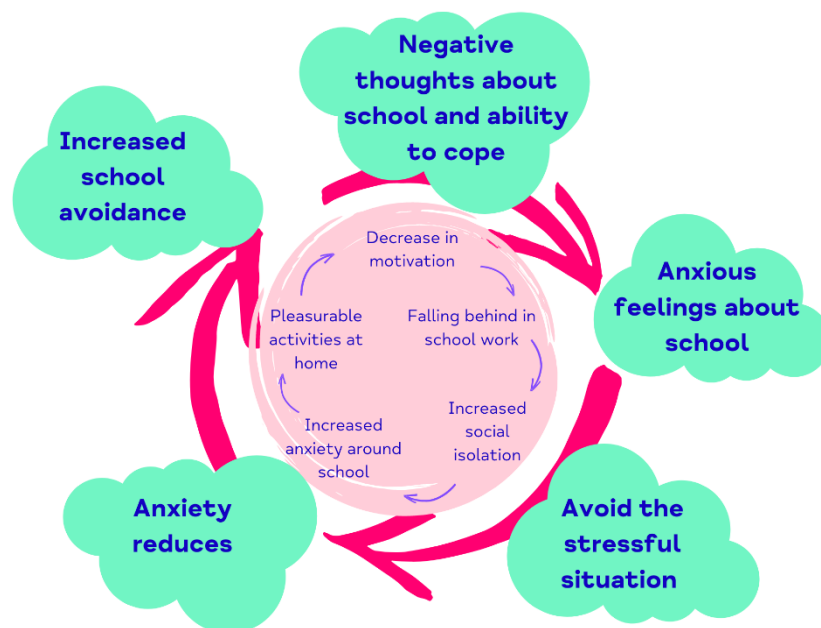 Negative
thoughts about
school and ability
to cope
Increased
school
avoidance
Anxious
feelings about
school
Avoid the
stressful
situation
Anxiety
reduces
Decrease in
motivation
Falling behind in
school work
Increased
social
isolation
Increased
anxiety around
school
Pleasurable
activities at
home